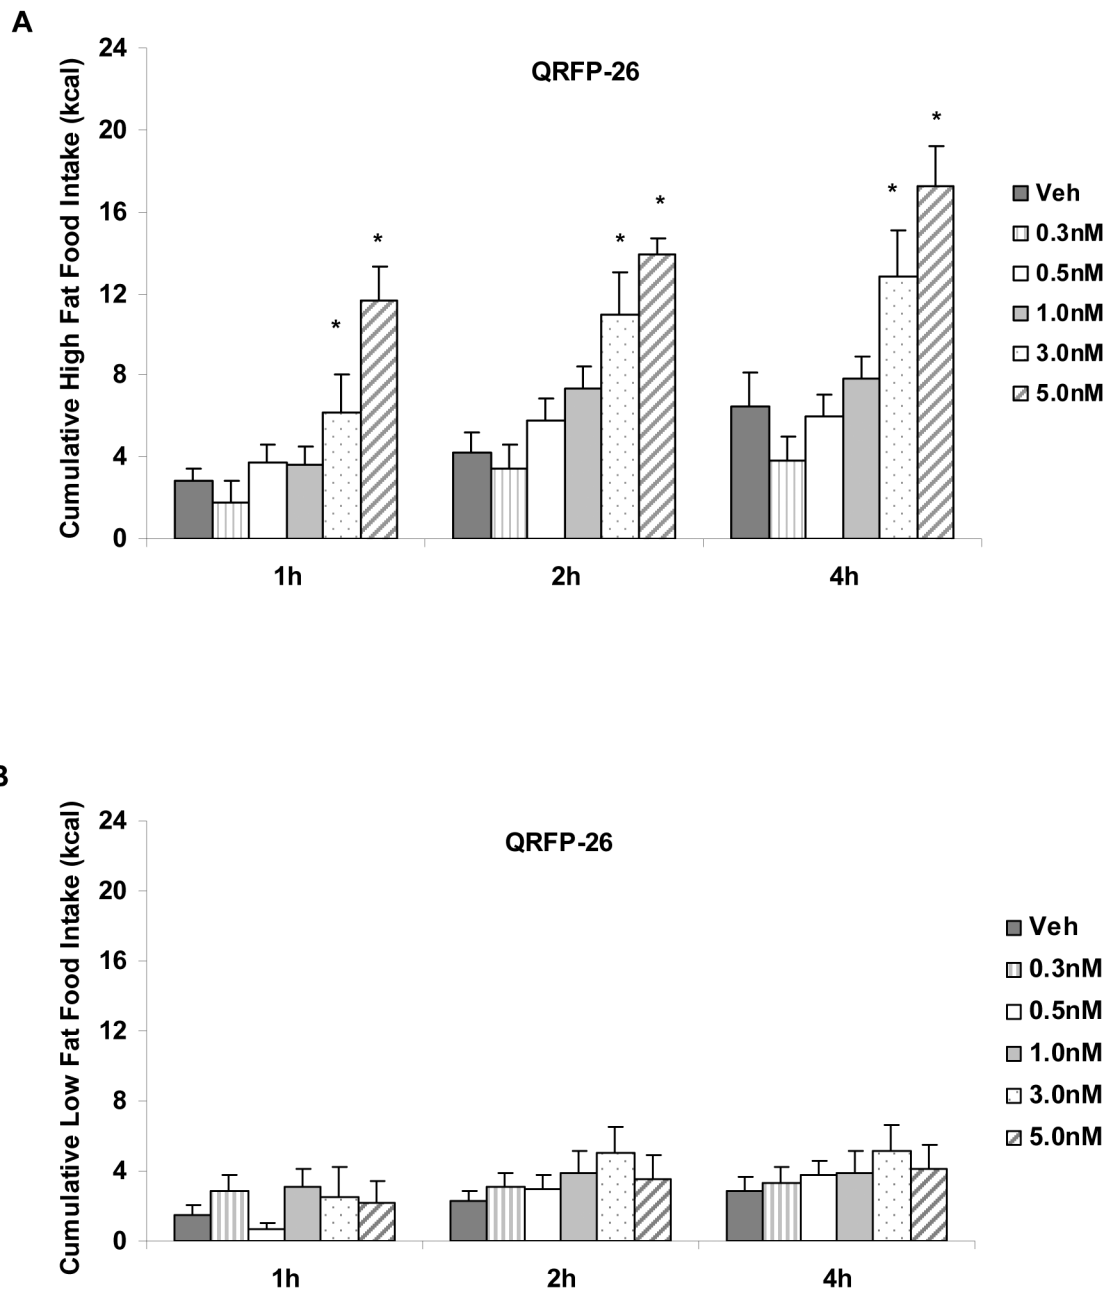 A
Cumulative High Fat Food Intake (kcal)
QRFP-26
24
20
16
12
8
4
0
*
*
*
*
*
*
1h
2h
4h
Veh
0.3nM
0.5nM
1.0nM
3.0nM
5.0nM
B
Cumulative Low Fat Food Intake (kcal)
QRFP-26
24
20
16
12
8
4
0
1h
2h
4h
Veh
0.3nM
0.5nM
1.0nM
3.0nM
5.0nM